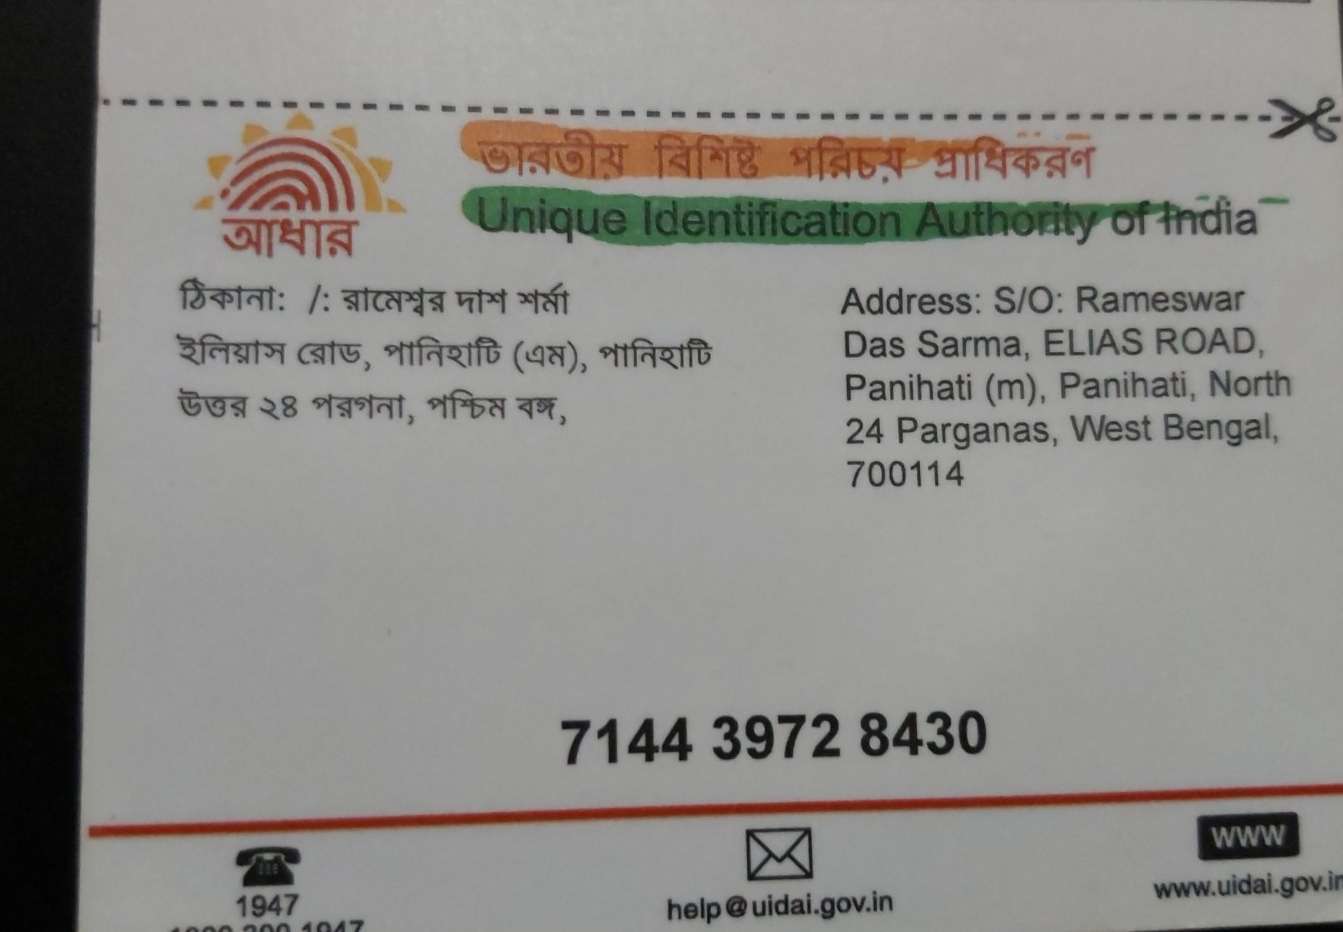 ভারতীয় বিশিষ্ট পরিচয় প্রাধিকরণ
Unique Identification Authority of India
আধার
ঠিকানা: /: রামেশ্বর দাশ শর্মা
ইলিয়াস রোড, পানিহাটি (এম), পানিহাটি
উত্তর ২৪ পরগনা, পশ্চিম বঙ্গ,
Address: S/O: Rameswar
Das Sarma, ELIAS ROAD,
Panihati (m), Panihati, North
24 Parganas, West Bengal,
700114
7144 3972 8430
1947
help@uidai.gov.in
WWW
www.uidai.gov.in